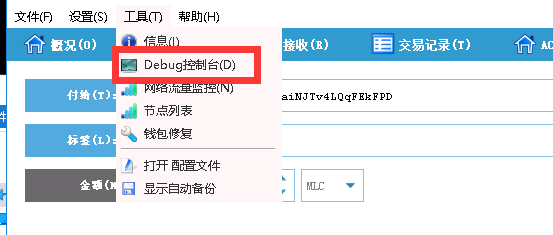 文件(F) 设置(S) 工具(T) 帮助(H)
概况(O) 接收(R) 交易记录(T) AC
信息(I)
Debug控制台(D)
付给(T): aiNJTv4LQqFEkFPD
网络流量监控(N)
节点列表
标签(L):
钱包修复
打开 配置文件
金额( MLC
显示自动备份
件